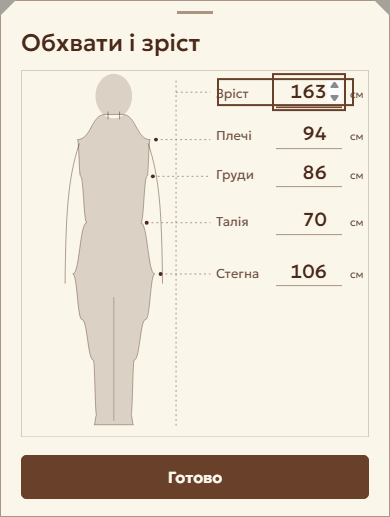 Обхвати і зріст
Зріст 163 см
Плечі 94 см
Груди 86 см
Талія 70 см
Стегна 106 см
Готово